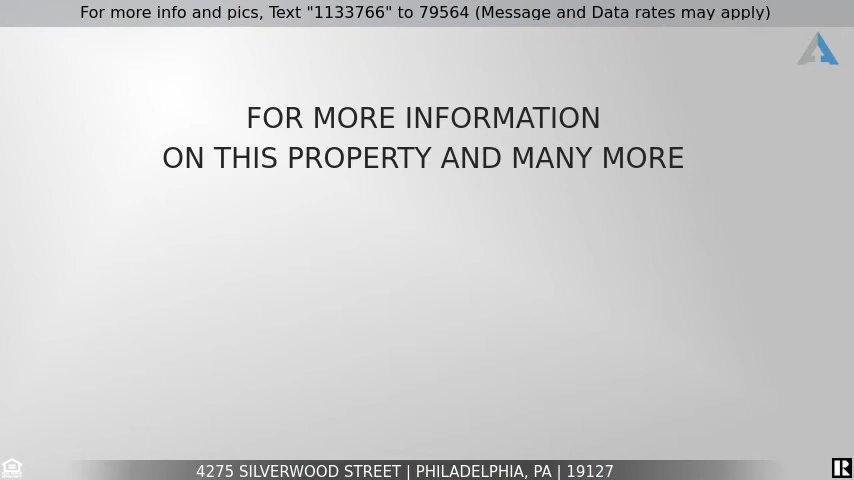 For more info and pics, Text "1133766" to 79564 (Message and Data rates may apply)
FOR MORE INFORMATION
ON THIS PROPERTY AND MANY MORE
4275 SILVERWOOD STREET | PHILADELPHIA, PA | 19127